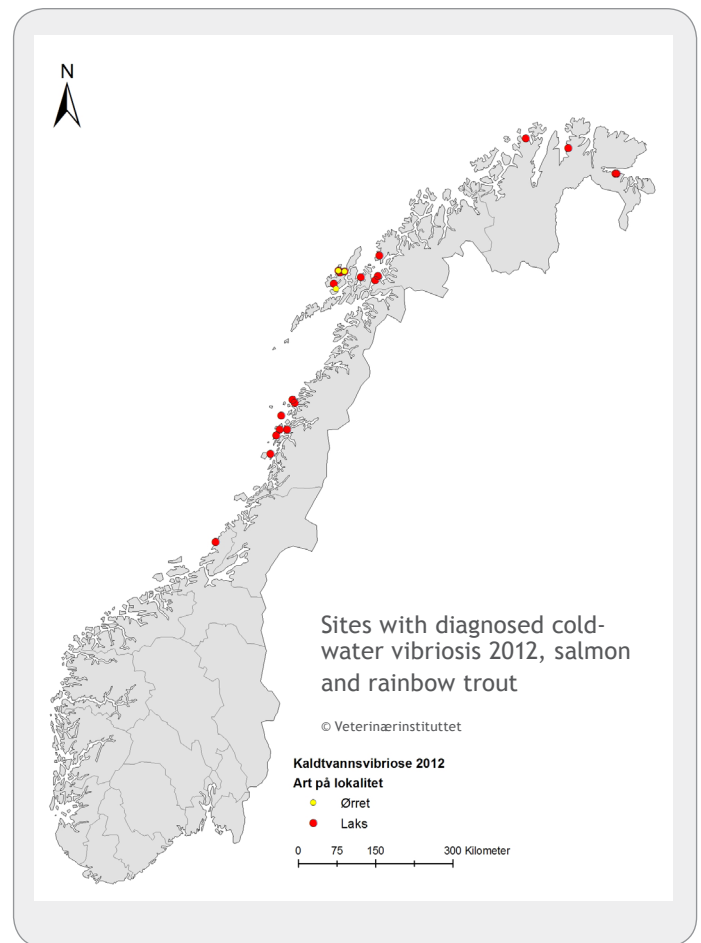 N
Sites with diagnosed cold-
water vibriosis 2012, salmon
and rainbow trout
© Veterinærinstituttet
Kaldtvannsvibriose 2012
Art på lokalitet
Ørret
Laks
0 75 150 300 Kilometer